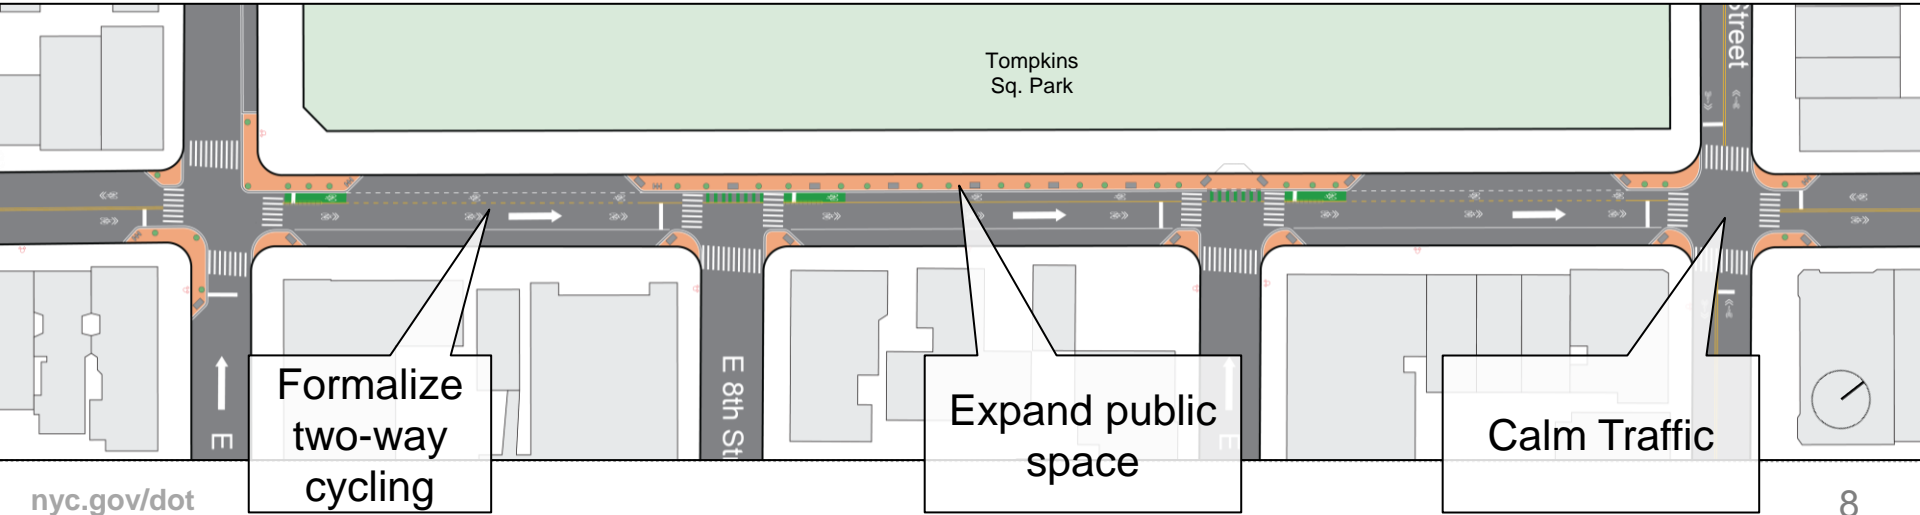 Tompkins
Sq. Park
Street
E
E 8th St
E
Formalize
two-way
cycling
Expand public
space
Calm Traffic
nyc.gov/dot
8